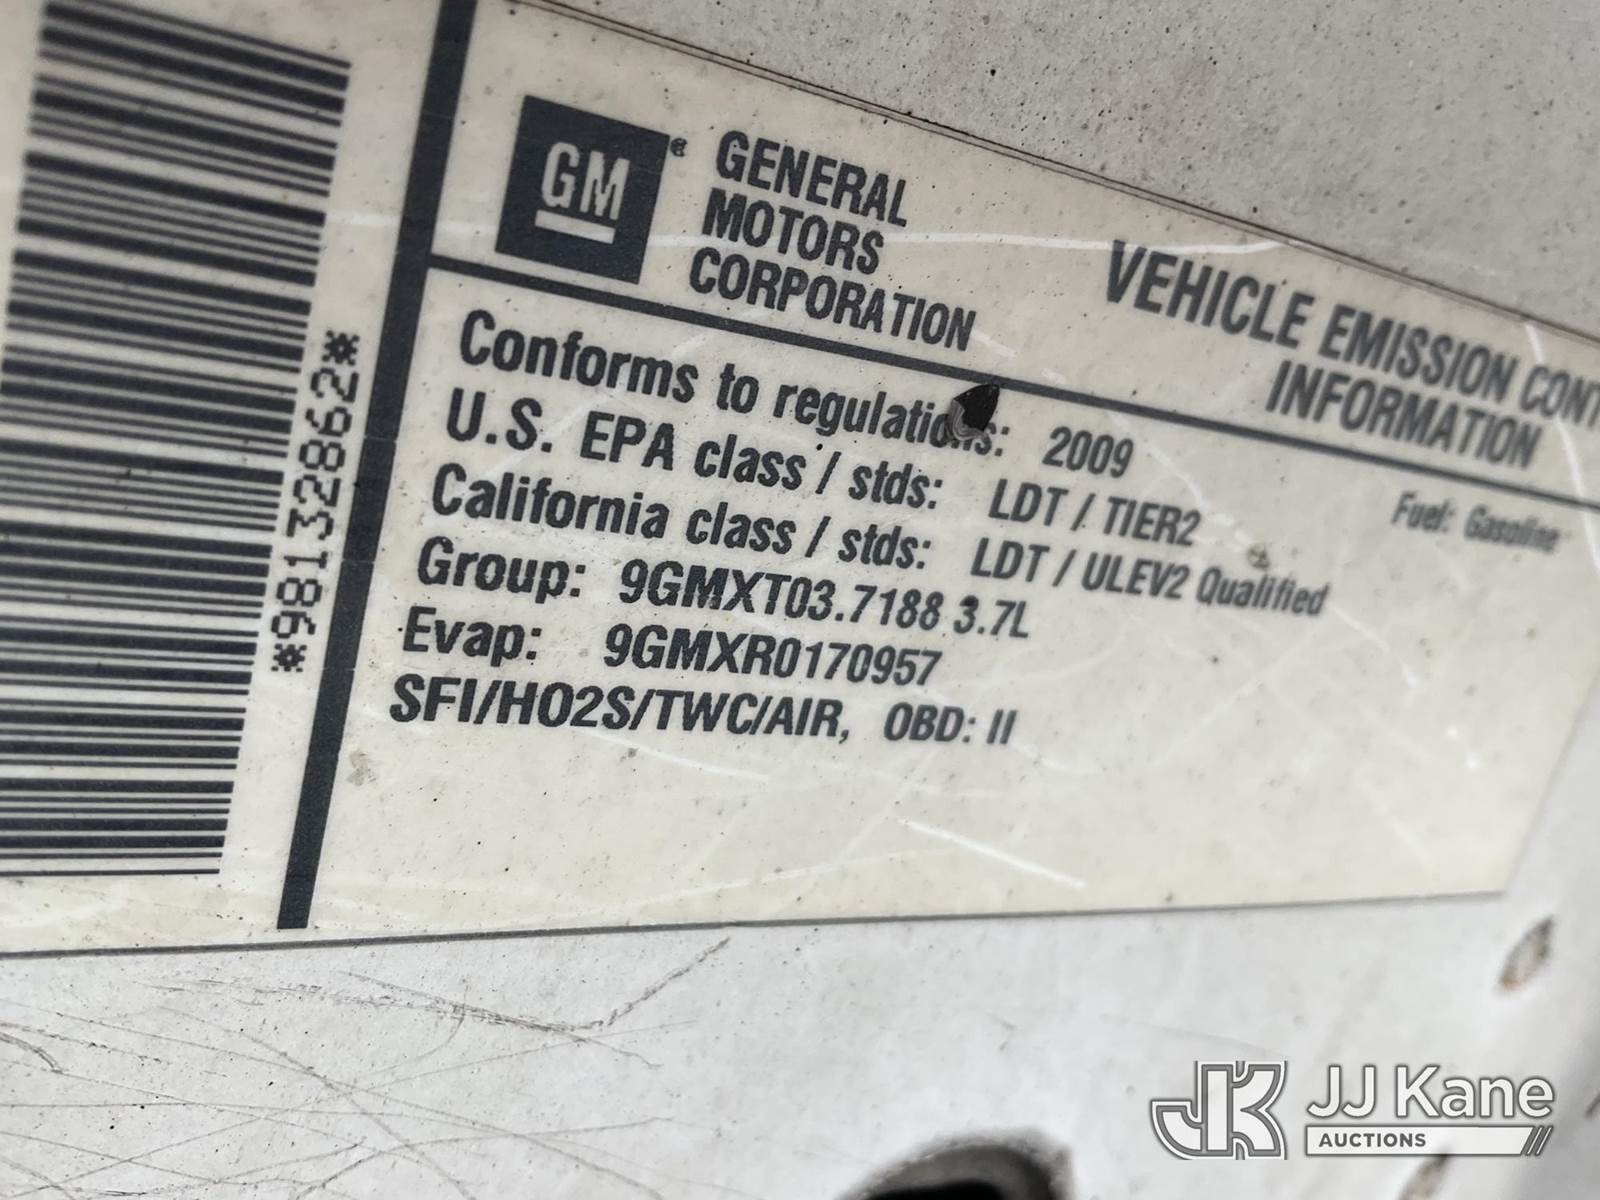 *98132862*
GM®
GENERAL
MOTORS
CORPORATION
VEHICLE EMISSION CONT
INFORMATION
Conforms to regulations: 2009
Fuel: Gasoline
U.S. EPA class / stds: LDT / TIER2
California class / stds: LDT / ULEV2 Qualified
Group: 9GMXT03.7188 3.7L
Evap: 9GMXR0170957
SFI/HO2S/TWC/AIR, OBD: II
JK JJ Kane
AUCTIONS